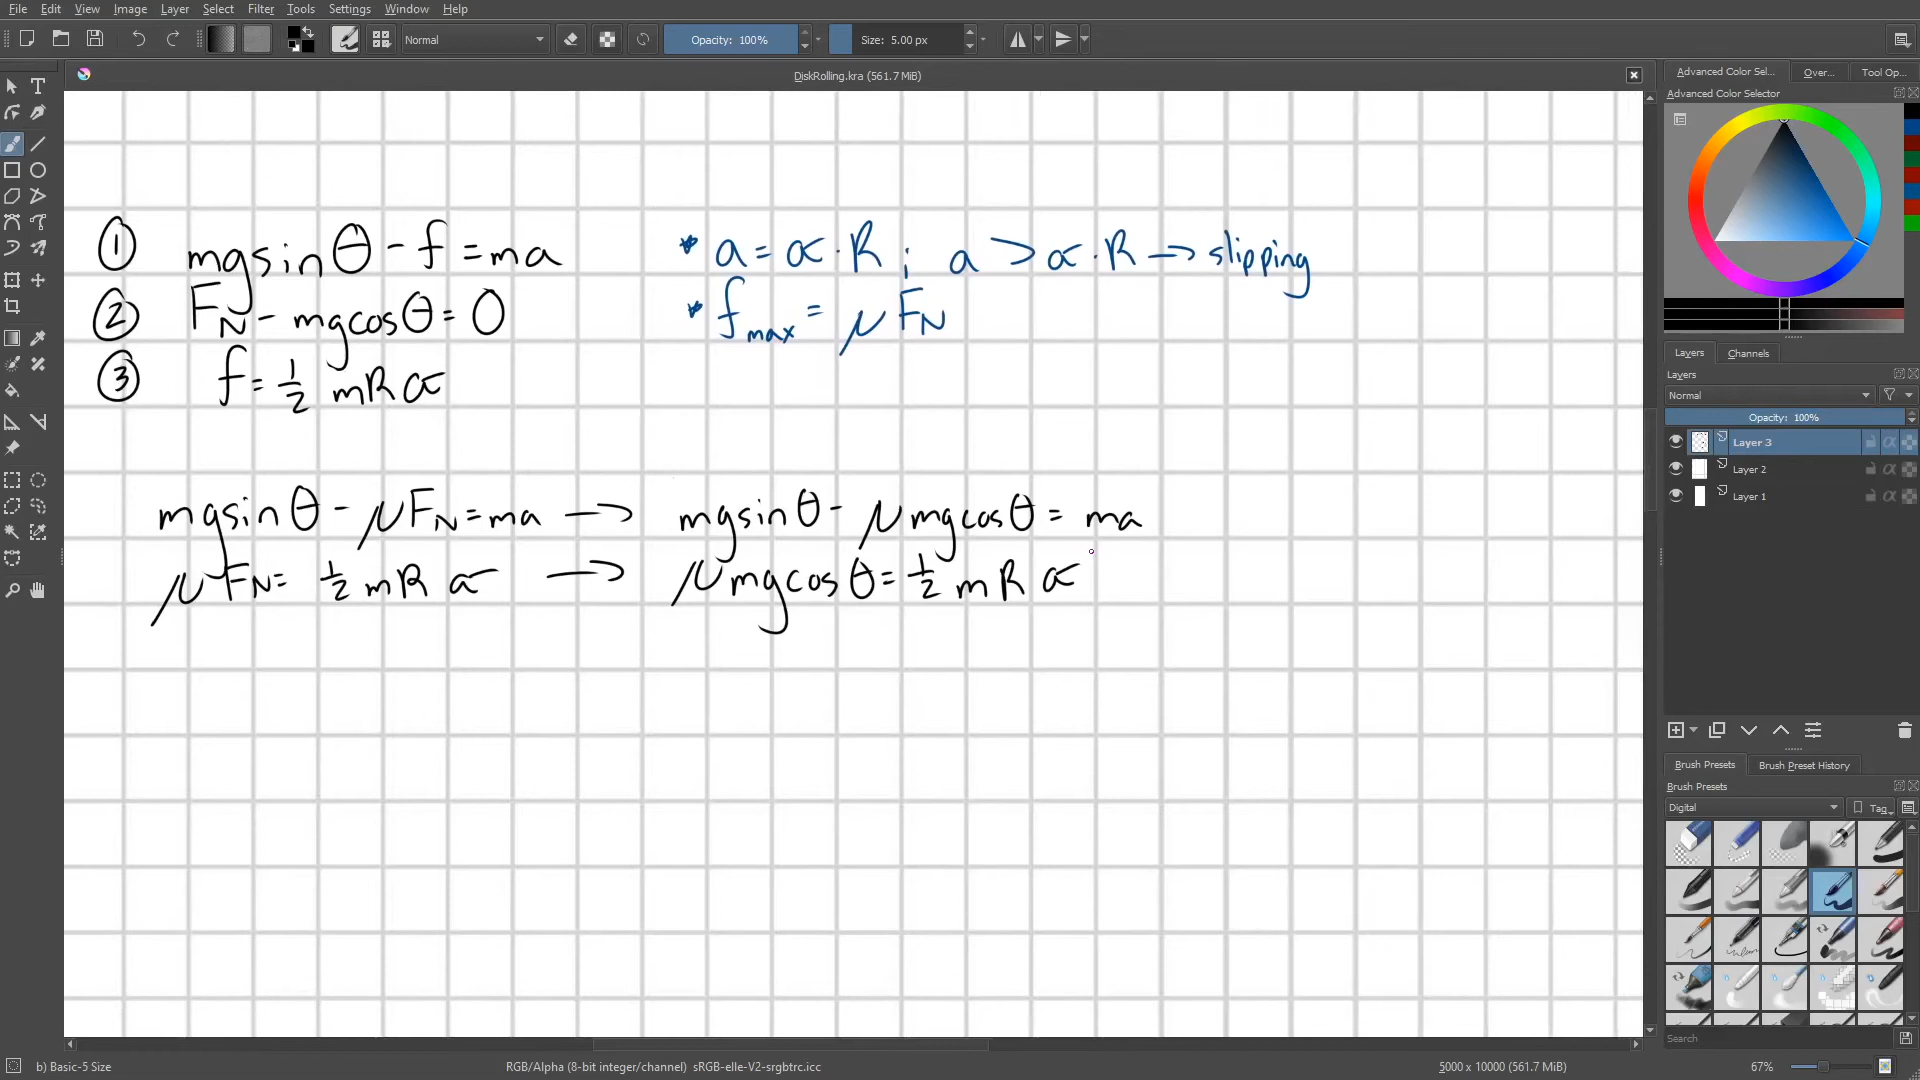 File Edit View Image Layer Select Filter Tools Settings Window Help
Normal Opacity: 100% Size: 5.00 px
DiskRolling.kra (561.7 MiB)
Advanced Color Sel... Over... Tool Op...
Advanced Color Selector
① mgsinθ - f = ma
② F_N - mgcosθ = 0
③ f = 1/2 mRα
* a = α·R ; a > α·R → slipping
* f_max = μF_N
mgsinθ - μF_N = ma → mgsinθ - μmgcosθ = ma
μF_N = 1/2 mRα → μmgcosθ = 1/2 mRα
Layers Channels
Layers
Normal
Opacity: 100%
Layer 3
Layer 2
Layer 1
Brush Presets Brush Preset History
Brush Presets
Digital Tag
Search
b) Basic-5 Size RGB/Alpha (8-bit integer/channel) sRGB-elle-V2-srgbtrc.icc 5000 x 10000 (561.7 MiB) 67%